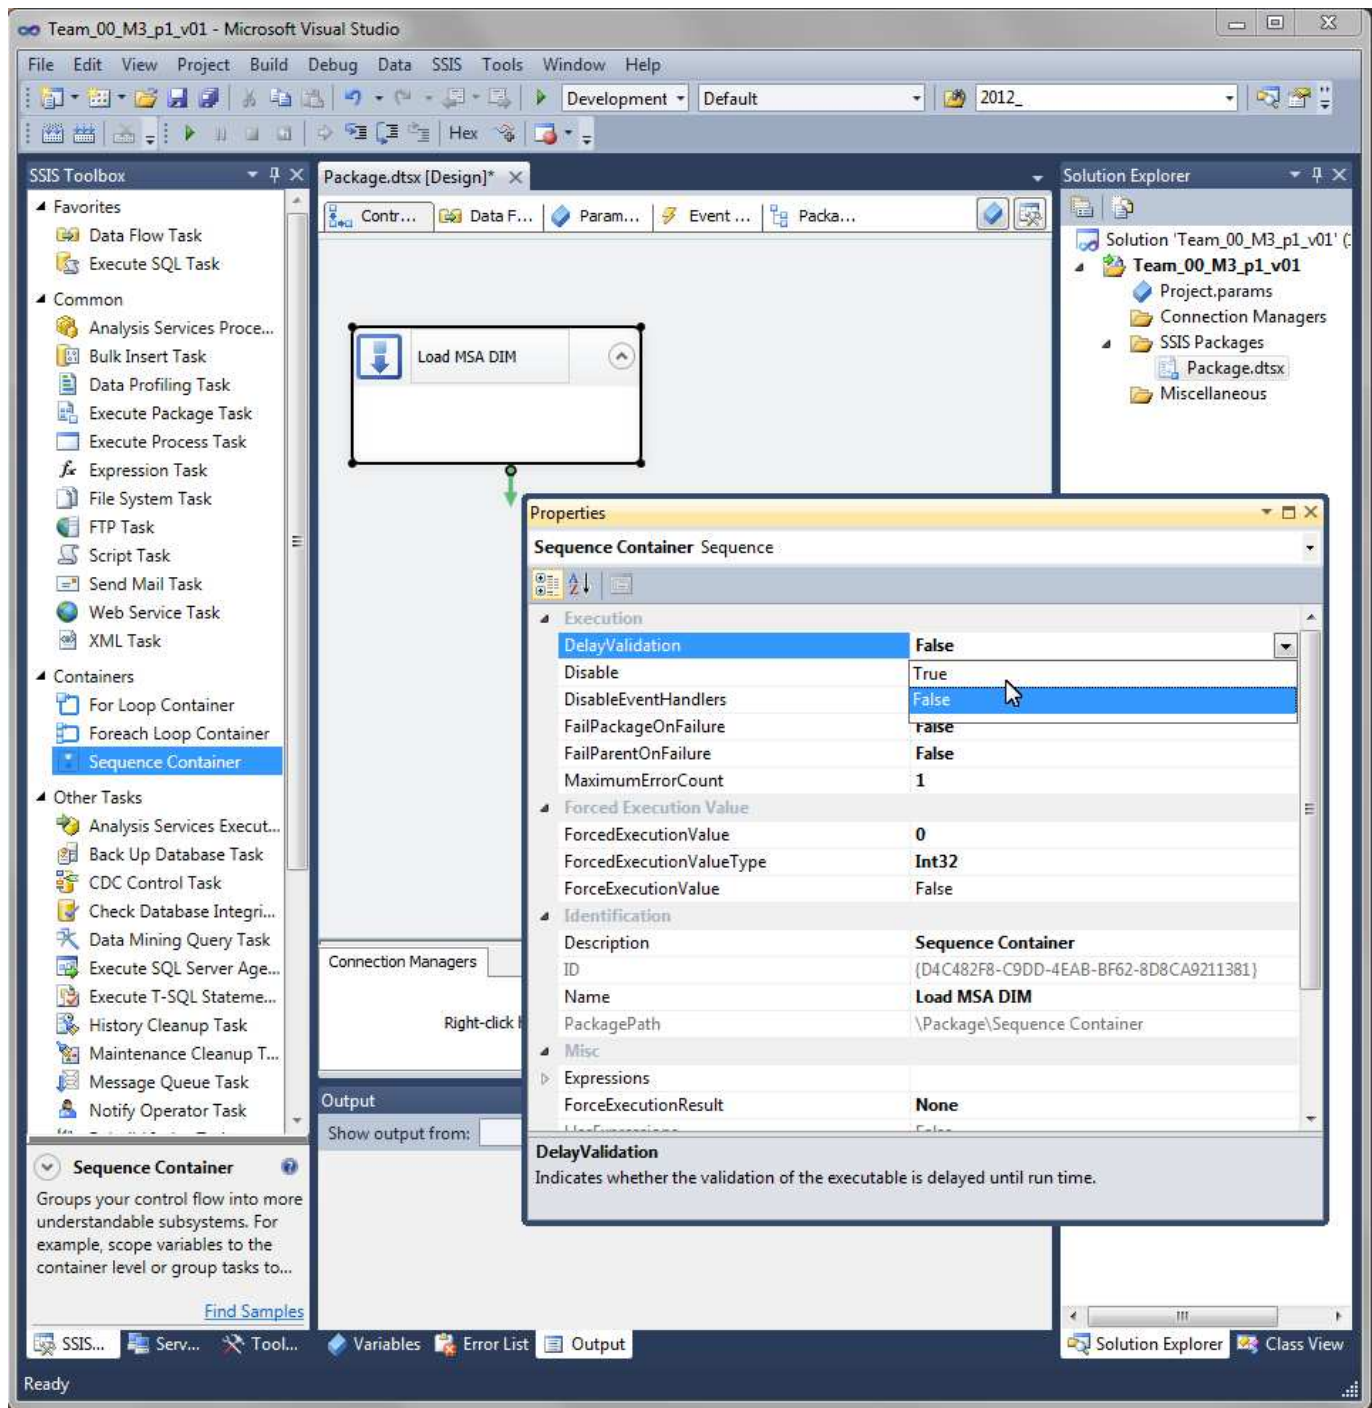 Team_00_M3_p1_v01 - Microsoft Visual Studio
File Edit View Project Build Debug Data SSIS Tools Window Help
Development Default 2012_
Hex
SSIS Toolbox
Favorites
Data Flow Task
Execute SQL Task
Common
Analysis Services Proce...
Bulk Insert Task
Data Profiling Task
Execute Package Task
Execute Process Task
Expression Task
File System Task
FTP Task
Script Task
Send Mail Task
Web Service Task
XML Task
Containers
For Loop Container
Foreach Loop Container
Sequence Container
Other Tasks
Analysis Services Execut...
Back Up Database Task
CDC Control Task
Check Database Integri...
Data Mining Query Task
Execute SQL Server Age...
Execute T-SQL Stateme...
History Cleanup Task
Maintenance Cleanup T...
Message Queue Task
Notify Operator Task
Sequence Container
Groups your control flow into more
understandable subsystems. For
example, scope variables to the
container level or group tasks to...
Find Samples
SSIS... Serv... Tool...
Package.dtsx [Design]*
Contr... Data F... Param... Event ... Packa...
Load MSA DIM
Connection Managers
Right-click
Output
Show output from:
Variables Error List Output
Properties
Sequence Container Sequence
Execution
DelayValidation False
Disable True
DisableEventHandlers False
FailPackageOnFailure False
FailParentOnFailure False
MaximumErrorCount 1
Forced Execution Value
ForcedExecutionValue 0
ForcedExecutionValueType Int32
ForceExecutionValue False
Identification
Description Sequence Container
ID {D4C482F8-C9DD-4EAB-BF62-8D8CA9211381}
Name Load MSA DIM
PackagePath \Package\Sequence Container
Misc
Expressions
ForceExecutionResult None
DelayValidation
Indicates whether the validation of the executable is delayed until run time.
Solution Explorer
Solution 'Team_00_M3_p1_v01' (
Team_00_M3_p1_v01
Project.params
Connection Managers
SSIS Packages
Package.dtsx
Miscellaneous
Solution Explorer Class View
Ready